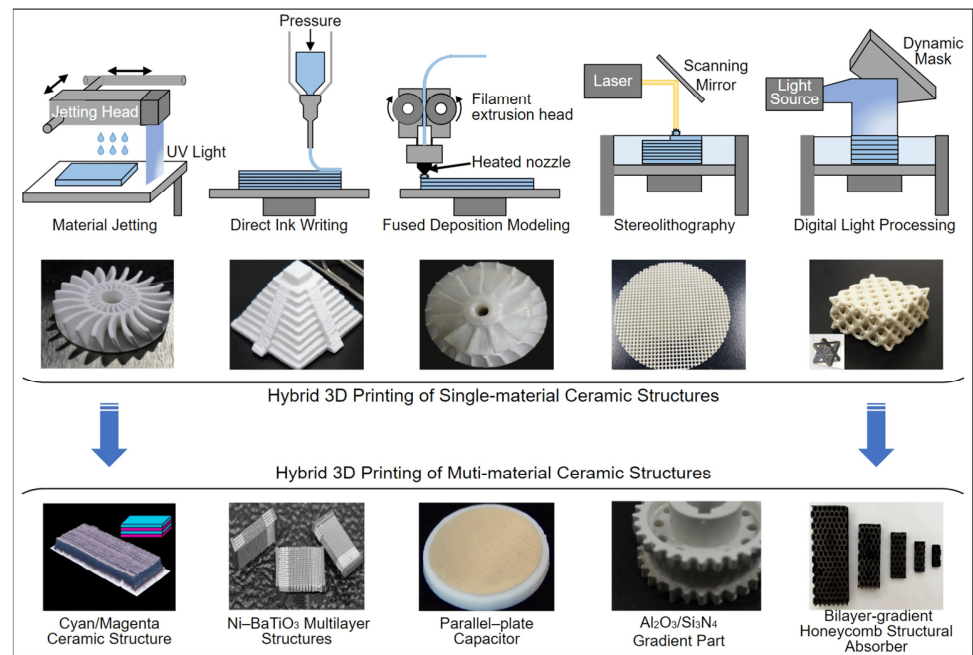 Pressure
Jetting Head
UV Light
Material Jetting
Direct Ink Writing
Filament
extrusion head
Heated nozzle
Fused Deposition Modeling
Laser
Scanning
Mirror
Stereolithography
Dynamic
Mask
Light
Source
Digital Light Processing
Hybrid 3D Printing of Single-material Ceramic Structures
Hybrid 3D Printing of Muti-material Ceramic Structures
Cyan/Magenta
Ceramic Structure
Ni–BaTiO₃ Multilayer
Structures
Parallel–plate
Capacitor
Al₂O₃/Si₃N₄
Gradient Part
Bilayer-gradient
Honeycomb Structural
Absorber